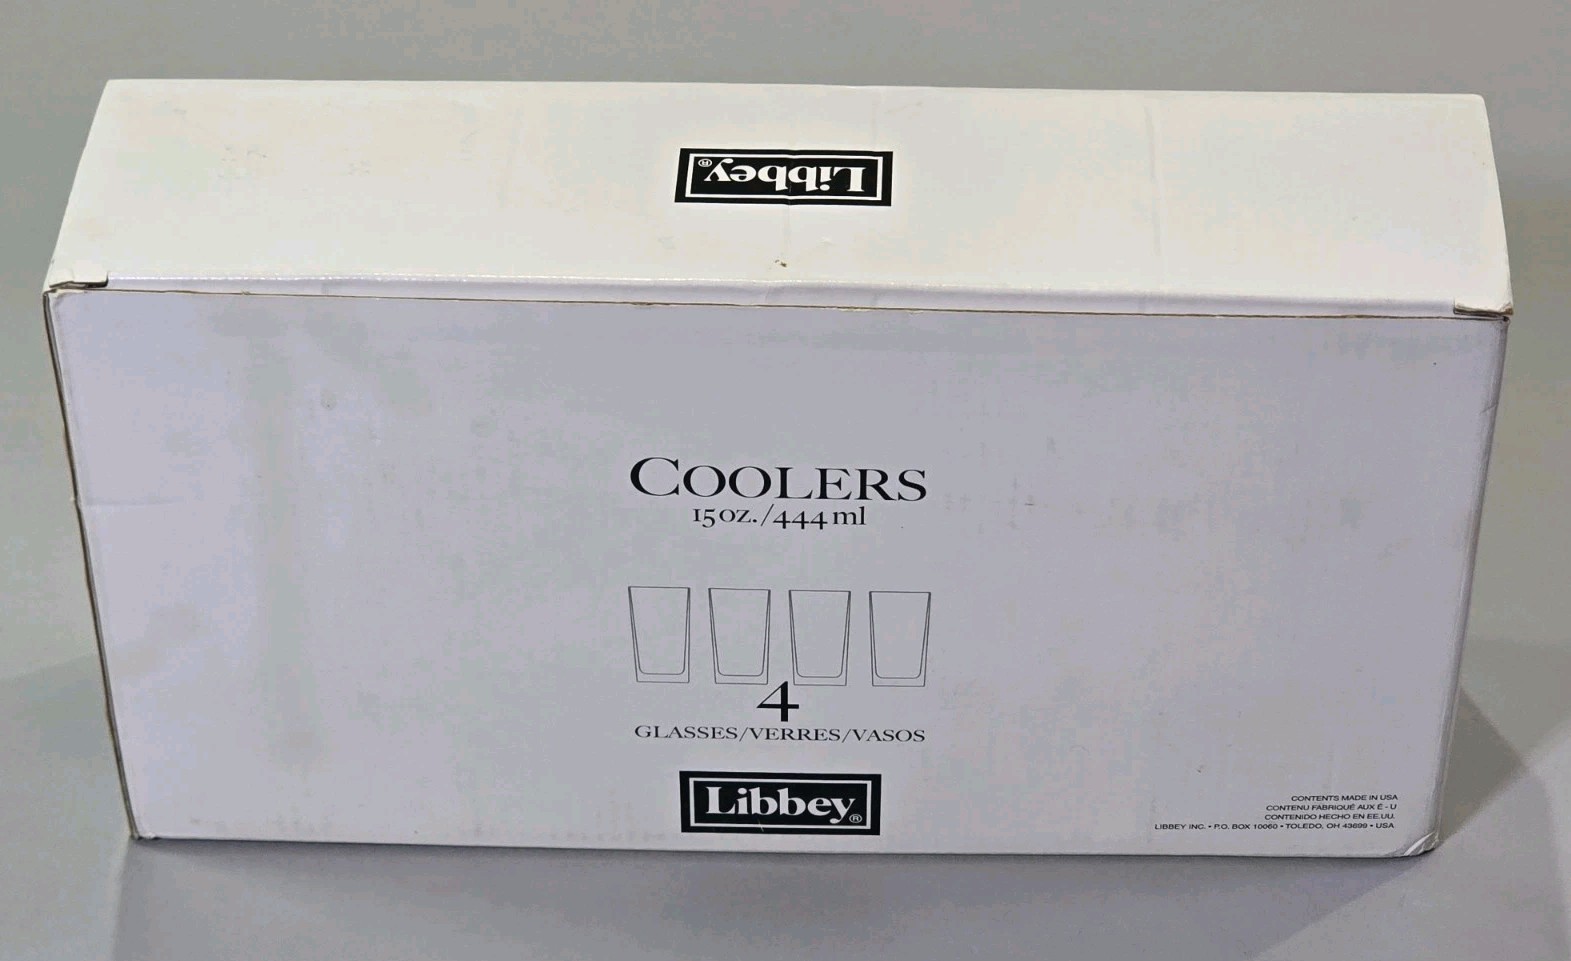 Libbey®
COOLERS
15 oz./444 ml
4
GLASSES/VERRES/VASOS
Libbey®
CONTENTS MADE IN USA
CONTENU FABRIQUÉ AUX É - U
CONTENIDO HECHO EN EE.UU.
LIBBEY INC. • P.O. BOX 10060 • TOLEDO, OH 43699 • USA